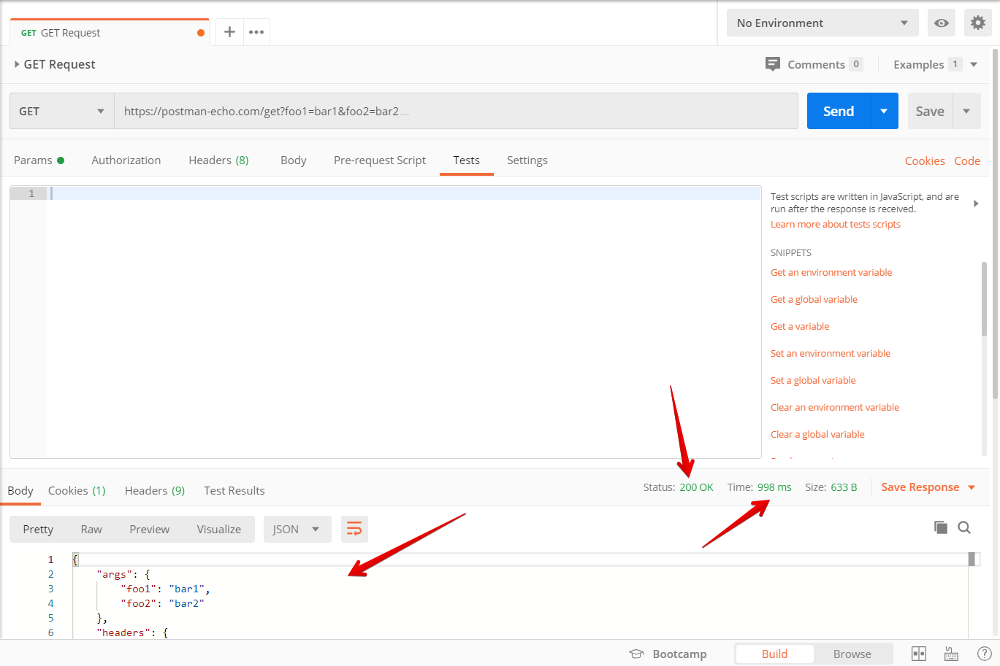 GET GET Request
No Environment
GET Request
Comments 0
Examples 1
GET
https://postman-echo.com/get?foo1=bar1&foo2=bar2 ...
Send
Save
Params
Authorization
Headers (8)
Body
Pre-request Script
Tests
Settings
Cookies
Code
1
Test scripts are written in JavaScript, and are
run after the response is received.
Learn more about tests scripts
SNIPPETS
Get an environment variable
Get a global variable
Get a variable
Set an environment variable
Set a global variable
Clear an environment variable
Clear a global variable
Body
Cookies (1)
Headers (9)
Test Results
Status: 200 OK
Time: 998 ms
Size: 633 B
Save Response
Pretty
Raw
Preview
Visualize
JSON
1 {
2 "args": {
3 "foo1": "bar1",
4 "foo2": "bar2"
5 },
6 "headers": {
Bootcamp
Build
Browse